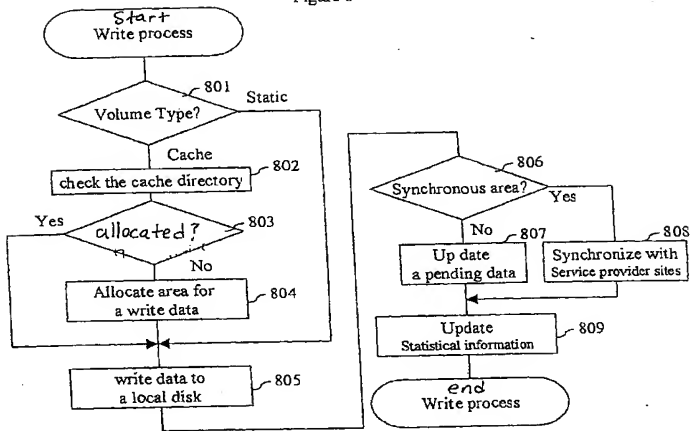 Start
Write process
801
Volume Type?
Static
Cache
802
check the cache directory
Yes
803
allocated?
No
Allocate area for
a write data
804
write data to
a local disk
805
806
Synchronous area?
Yes
No
807
Up date
a pending data
808
Synchronize with
Service provider sites
Update
Statistical information
809
end
Write process